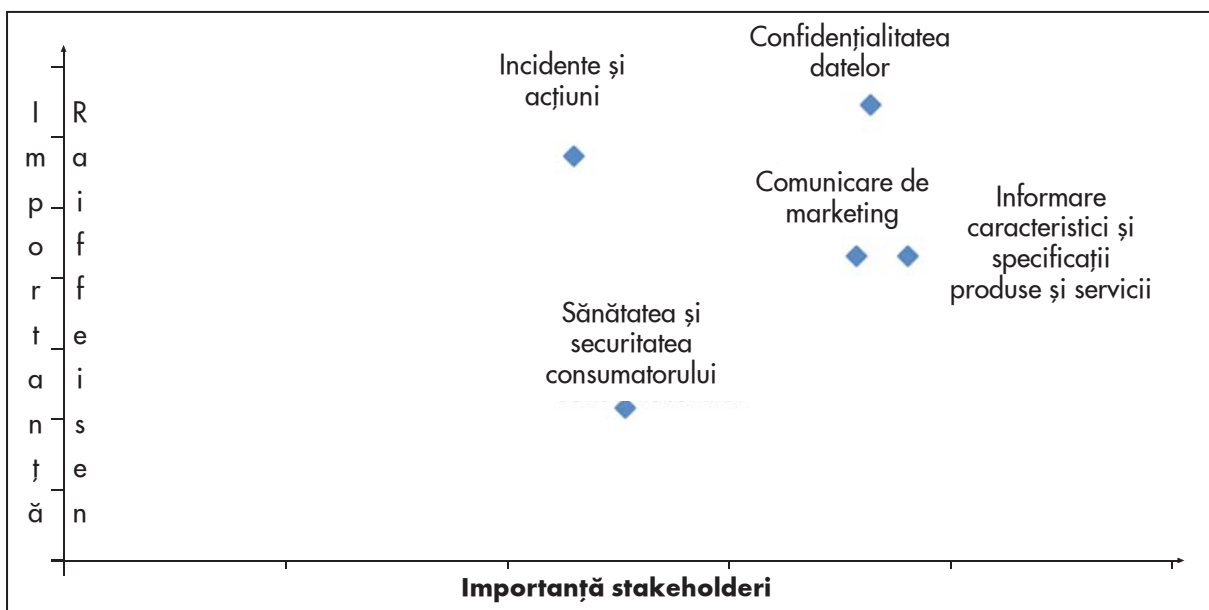 Confidențialitatea
datelor
Incidente și
acțiuni
Comunicare de
marketing
Informare
caracteristici și
specificații
produse și servicii
Sănătatea și
securitatea
consumatorului
Importanță
Raiffeisen
Importanță stakeholderi